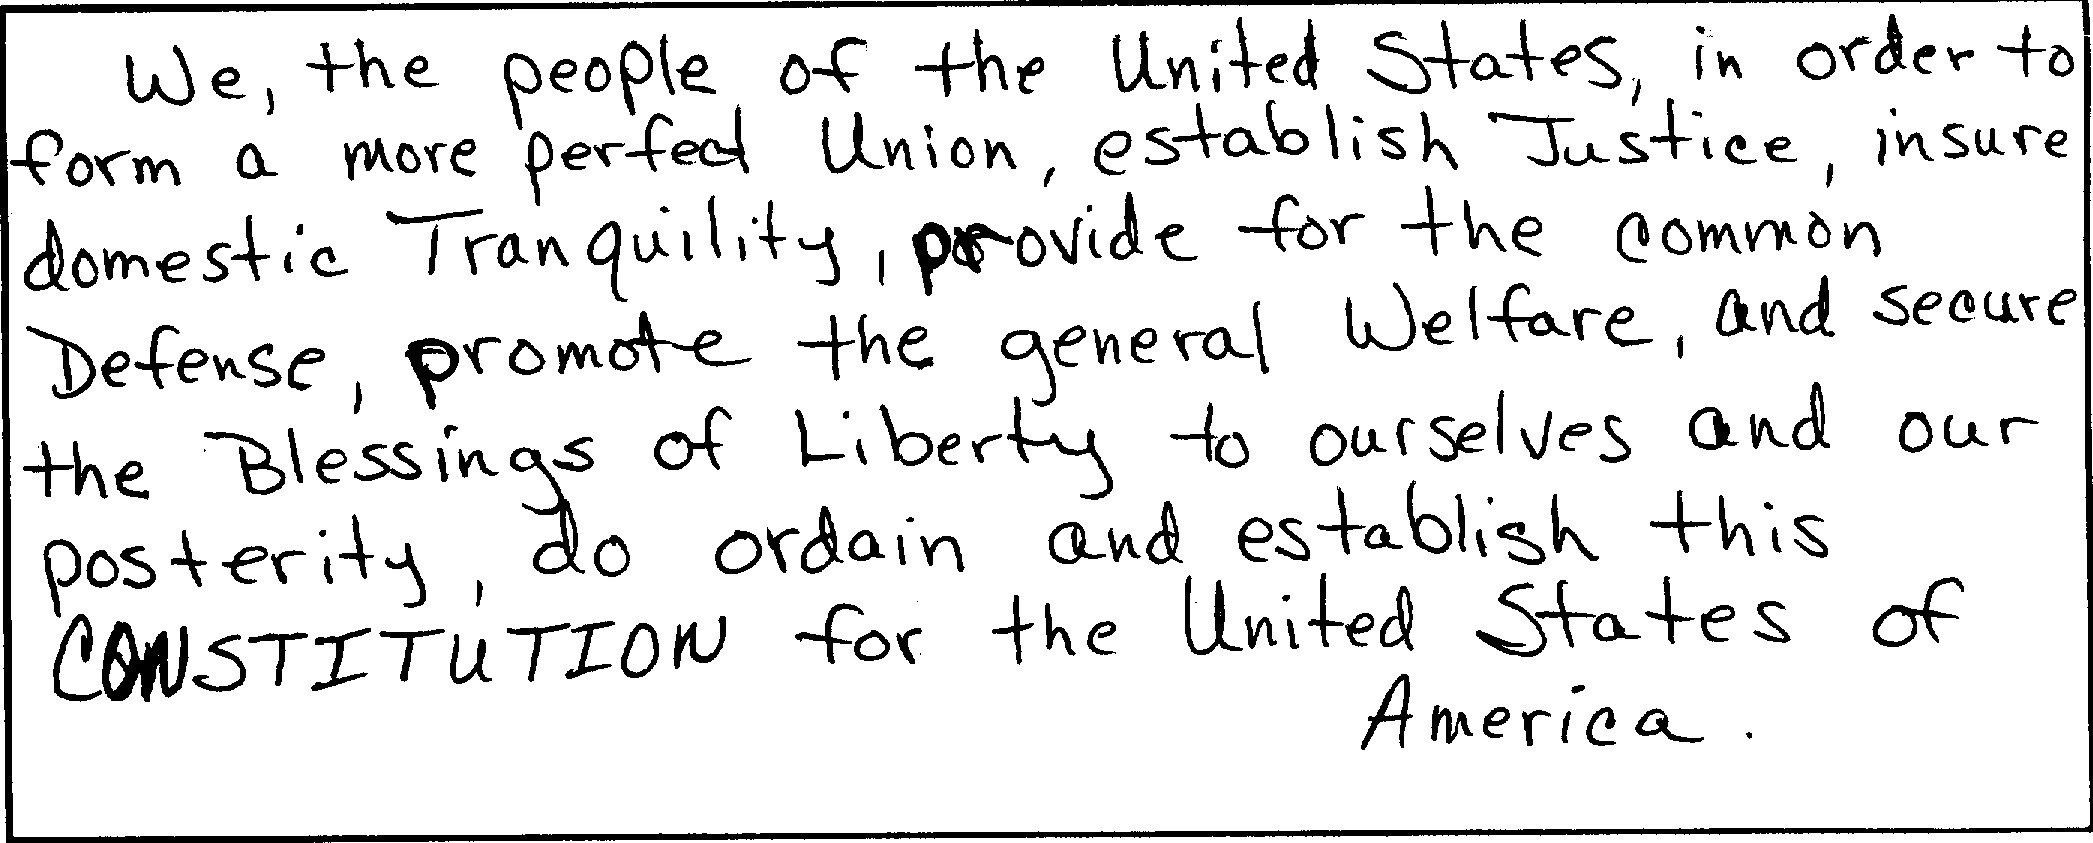 We, the people of the United States, in order to
form a more perfect Union, establish Justice, insure
domestic Tranquility, provide for the common
Defense, promote the general Welfare, and secure
the Blessings of Liberty to ourselves and our
posterity, do ordain and establish this
CONSTITUTION for the United States of
America.